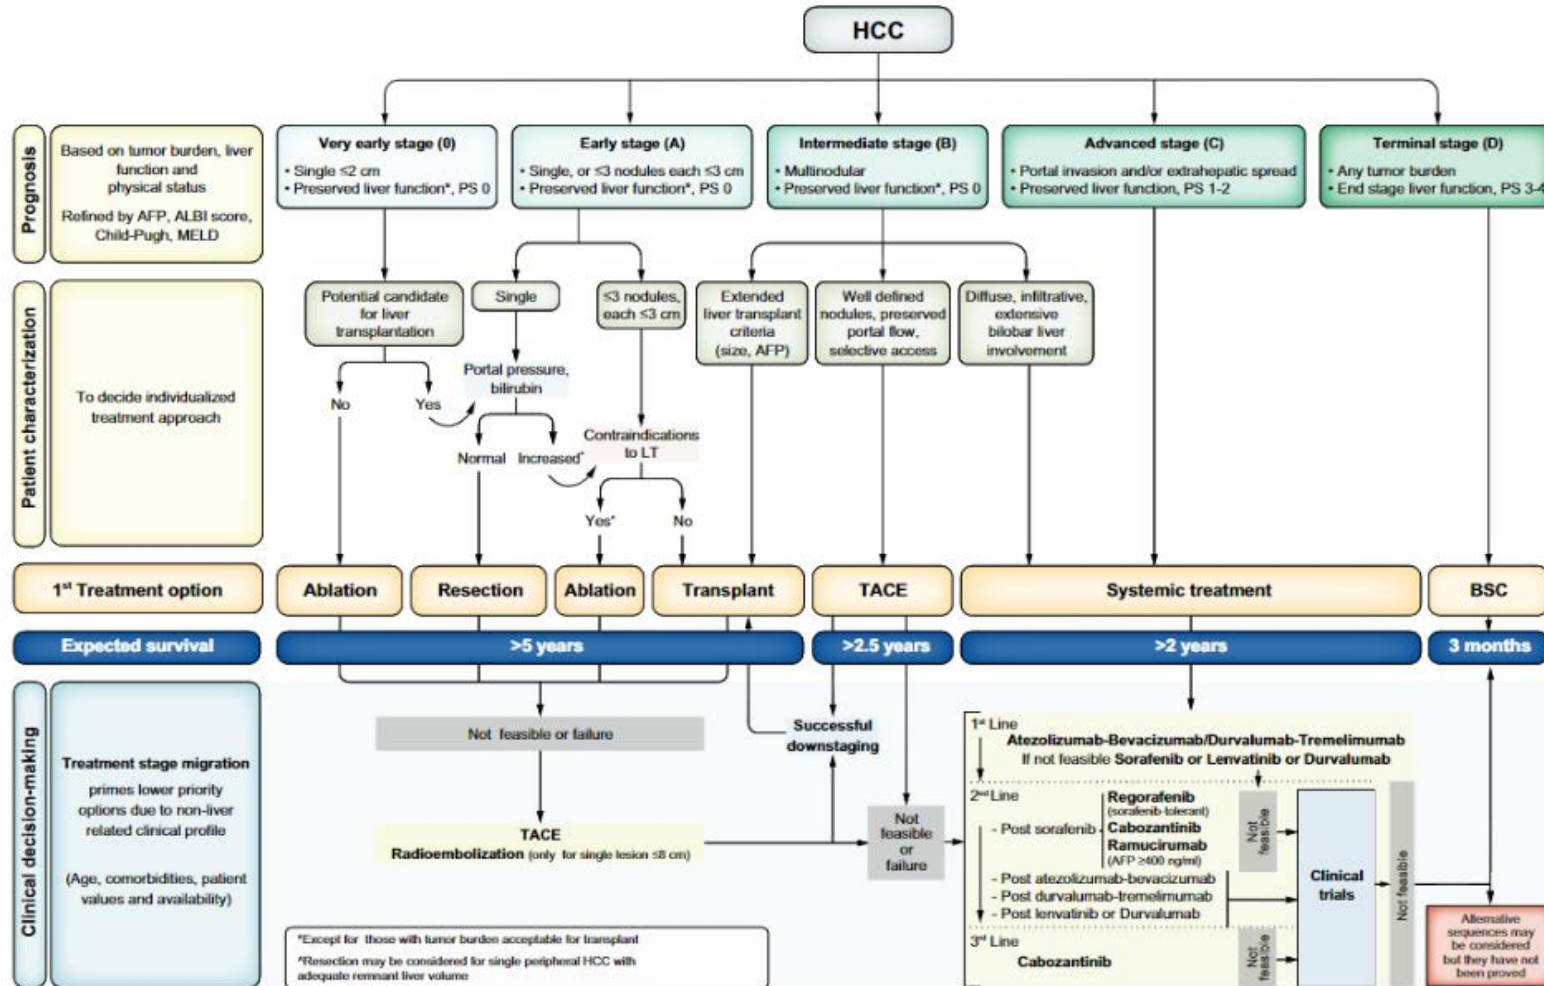 HCC
Prognosis
Based on tumor burden, liver
function and
physical status
Refined by AFP, ALBI score,
Child-Pugh, MELD
Very early stage (0)
• Single ≤2 cm
• Preserved liver function*, PS 0
Early stage (A)
• Single, or ≤3 nodules each ≤3 cm
• Preserved liver function*, PS 0
Intermediate stage (B)
• Multinodular
• Preserved liver function*, PS 0
Advanced stage (C)
• Portal invasion and/or extrahepatic spread
• Preserved liver function, PS 1-2
Terminal stage (D)
• Any tumor burden
• End stage liver function, PS 3-4
Patient characterization
To decide individualized
treatment approach
Potential candidate
for liver
transplantation
Single
≤3 nodules,
each ≤3 cm
Extended
liver transplant
criteria
(size, AFP)
Well defined
nodules, preserved
portal flow,
selective access
Diffuse, infiltrative,
extensive
bilobar liver
involvement
No
Yes
Portal pressure,
bilirubin
Normal
Increased*
Contraindications
to LT
Yes*
No
1st Treatment option
Ablation
Resection
Ablation
Transplant
TACE
Systemic treatment
BSC
Expected survival
>5 years
>2.5 years
>2 years
3 months
Clinical decision-making
Treatment stage migration
primes lower priority
options due to non-liver
related clinical profile
(Age, comorbidities, patient
values and availability)
Not feasible or failure
TACE
Radioembolization (only for single lesion ≤8 cm)
Successful
downstaging
Not
feasible
or
failure
1st Line
Atezolizumab-Bevacizumab/Durvalumab-Tremelimumab
If not feasible Sorafenib or Lenvatinib or Durvalumab
2nd Line
- Post sorafenib
Regorafenib
(sorafenib-tolerant)
Cabozantinib
Ramucirumab
(AFP ≥400 ng/ml)
Not
feasible
- Post atezolizumab-bevacizumab
- Post durvalumab-tremelimumab
- Post lenvatinib or Durvalumab
3rd Line
Cabozantinib
Not
feasible
Clinical
trials
Not feasible
Alternative
sequences may
be considered
but they have not
been proved
*Except for those with tumor burden acceptable for transplant
*Resection may be considered for single peripheral HCC with
adequate remnant liver volume